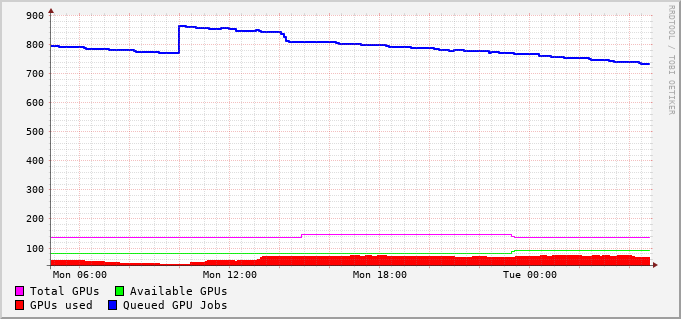 900
800
700
600
500
400
300
200
100
Mon 06:00 Mon 12:00 Mon 18:00 Tue 00:00
Total GPUs Available GPUs
GPUs used Queued GPU Jobs
RRDTOOL / TOBI OETIKER